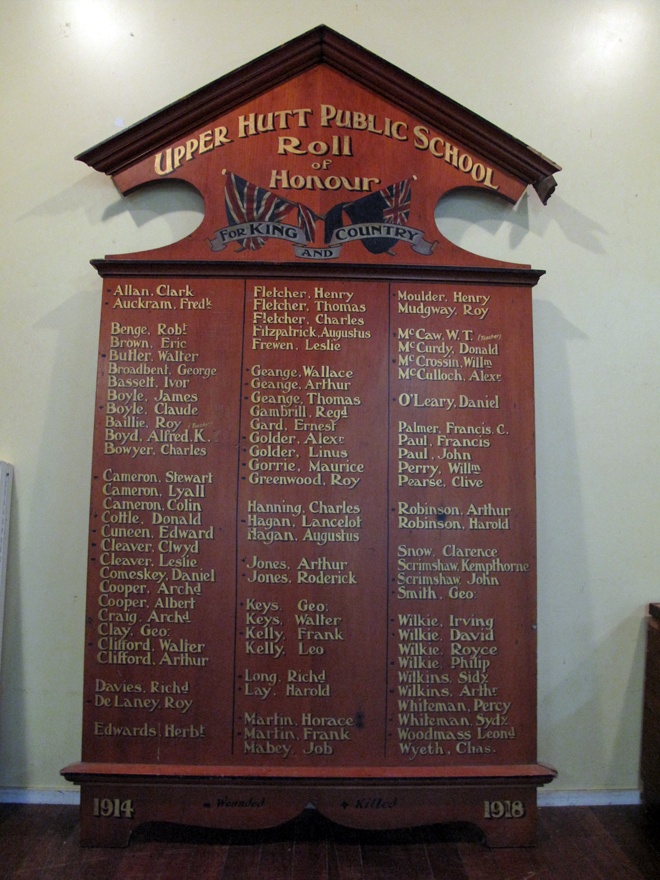 UPPER HUTT PUBLIC SCHOOL
Roll
OF
Honour
FOR KING
COUNTRY
AND
Allan, Clark
Auckram, Fredk
Benge, Robt
Brown, Eric
Butler, Walter
Broadbent, George
Bassett, Ivor
Boyle, James
Boyle, Claude
Baillie, Roy
Boyd, Alfred, K.
Bowyer, Charles
Cameron, Stewart
Cameron, Lyall
Cameron, Colin
Cottle, Donald
Cuneen, Edward
Cleaver, Clwyd
Cleaver, Leslie
Comeskey, Daniel
Cooper, Archd
Cooper, Albert
Craig, Archd
Clay, Geo:
Clifford, Walter
Clifford, Arthur
Davies, Richd
De Laney, Roy
Edwards, Herbt
Fletcher, Henry
Fletcher, Thomas
Fletcher, Charles
Fitzpatrick, Augustus
Frewen, Leslie
Geange, Wallace
Geange, Arthur
Geange, Thomas
Gambrill, Regd
Gard, Ernest
Golder, Alexr
Golder, Linus
Gorrie, Maurice
Greenwood, Roy
Hanning, Charles
Hagan, Lancelot
Hagan, Augustus
Jones, Arthur
Jones, Roderick
Keys, Geo:
Keys, Walter
Kelly, Frank
Kelly, Leo
Long, Richd
Lay, Harold
Martin, Horace
Martin, Frank
Mabey, Job
Moulder, Henry
Mudgway, Roy
McCaw, W. T.
McCurdy, Donald
McCrossin, Willm
McCulloch, Alexr
O'Leary, Daniel
Palmer, Francis, C.
Paul, Francis
Paul, John
Perry, Willm
Pearse, Clive
Robinson, Arthur
Robinson, Harold
Snow, Clarence
Scrimshaw, Kempthorne
Scrimshaw, John
Smith, Geo:
Wilkie, Irving
Wilkie, David
Wilkie, Royce
Wilkie, Philip
Wilkins, Sidy
Wilkins, Arthr
Whiteman, Percy
Whiteman, Sydy
Woodmass Leond
Wyeth, Chas.
1914 - Wounded + Killed 1918